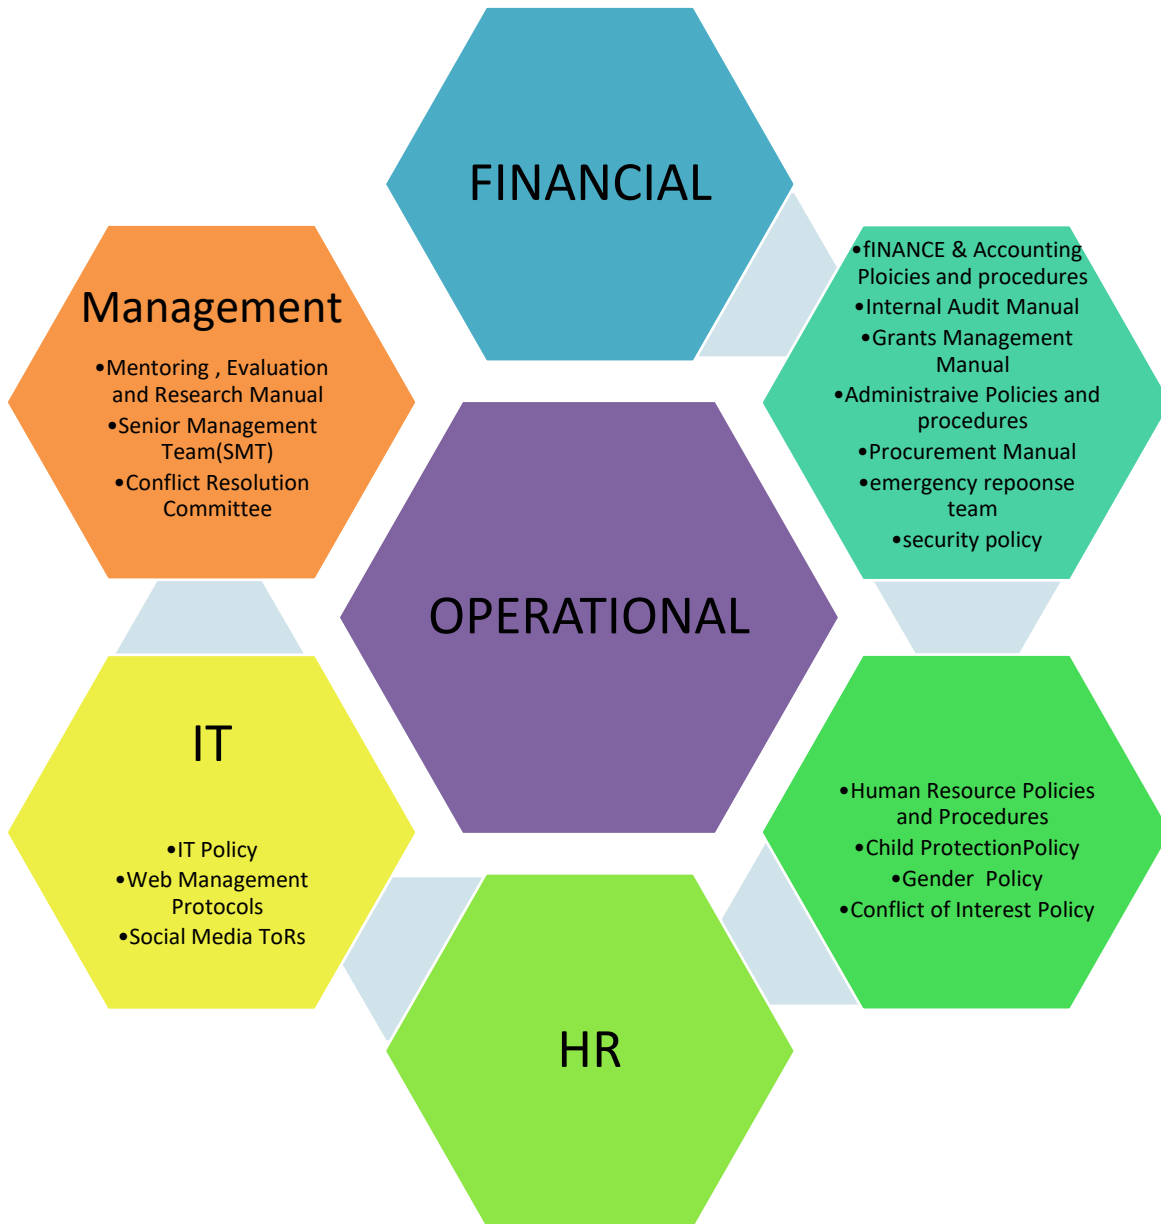 FINANCIAL
•fINANCE & Accounting
Ploicies and procedures
•Internal Audit Manual
•Grants Management
Manual
•Administraive Policies and
procedures
•Procurement Manual
•emergency repoonse
team
•security policy
Management
•Mentoring , Evaluation
and Research Manual
•Senior Management
Team(SMT)
•Conflict Resolution
Committee
OPERATIONAL
IT
•IT Policy
•Web Management
Protocols
•Social Media ToRs
•Human Resource Policies
and Procedures
•Child ProtectionPolicy
•Gender  Policy
•Conflict of Interest Policy
HR